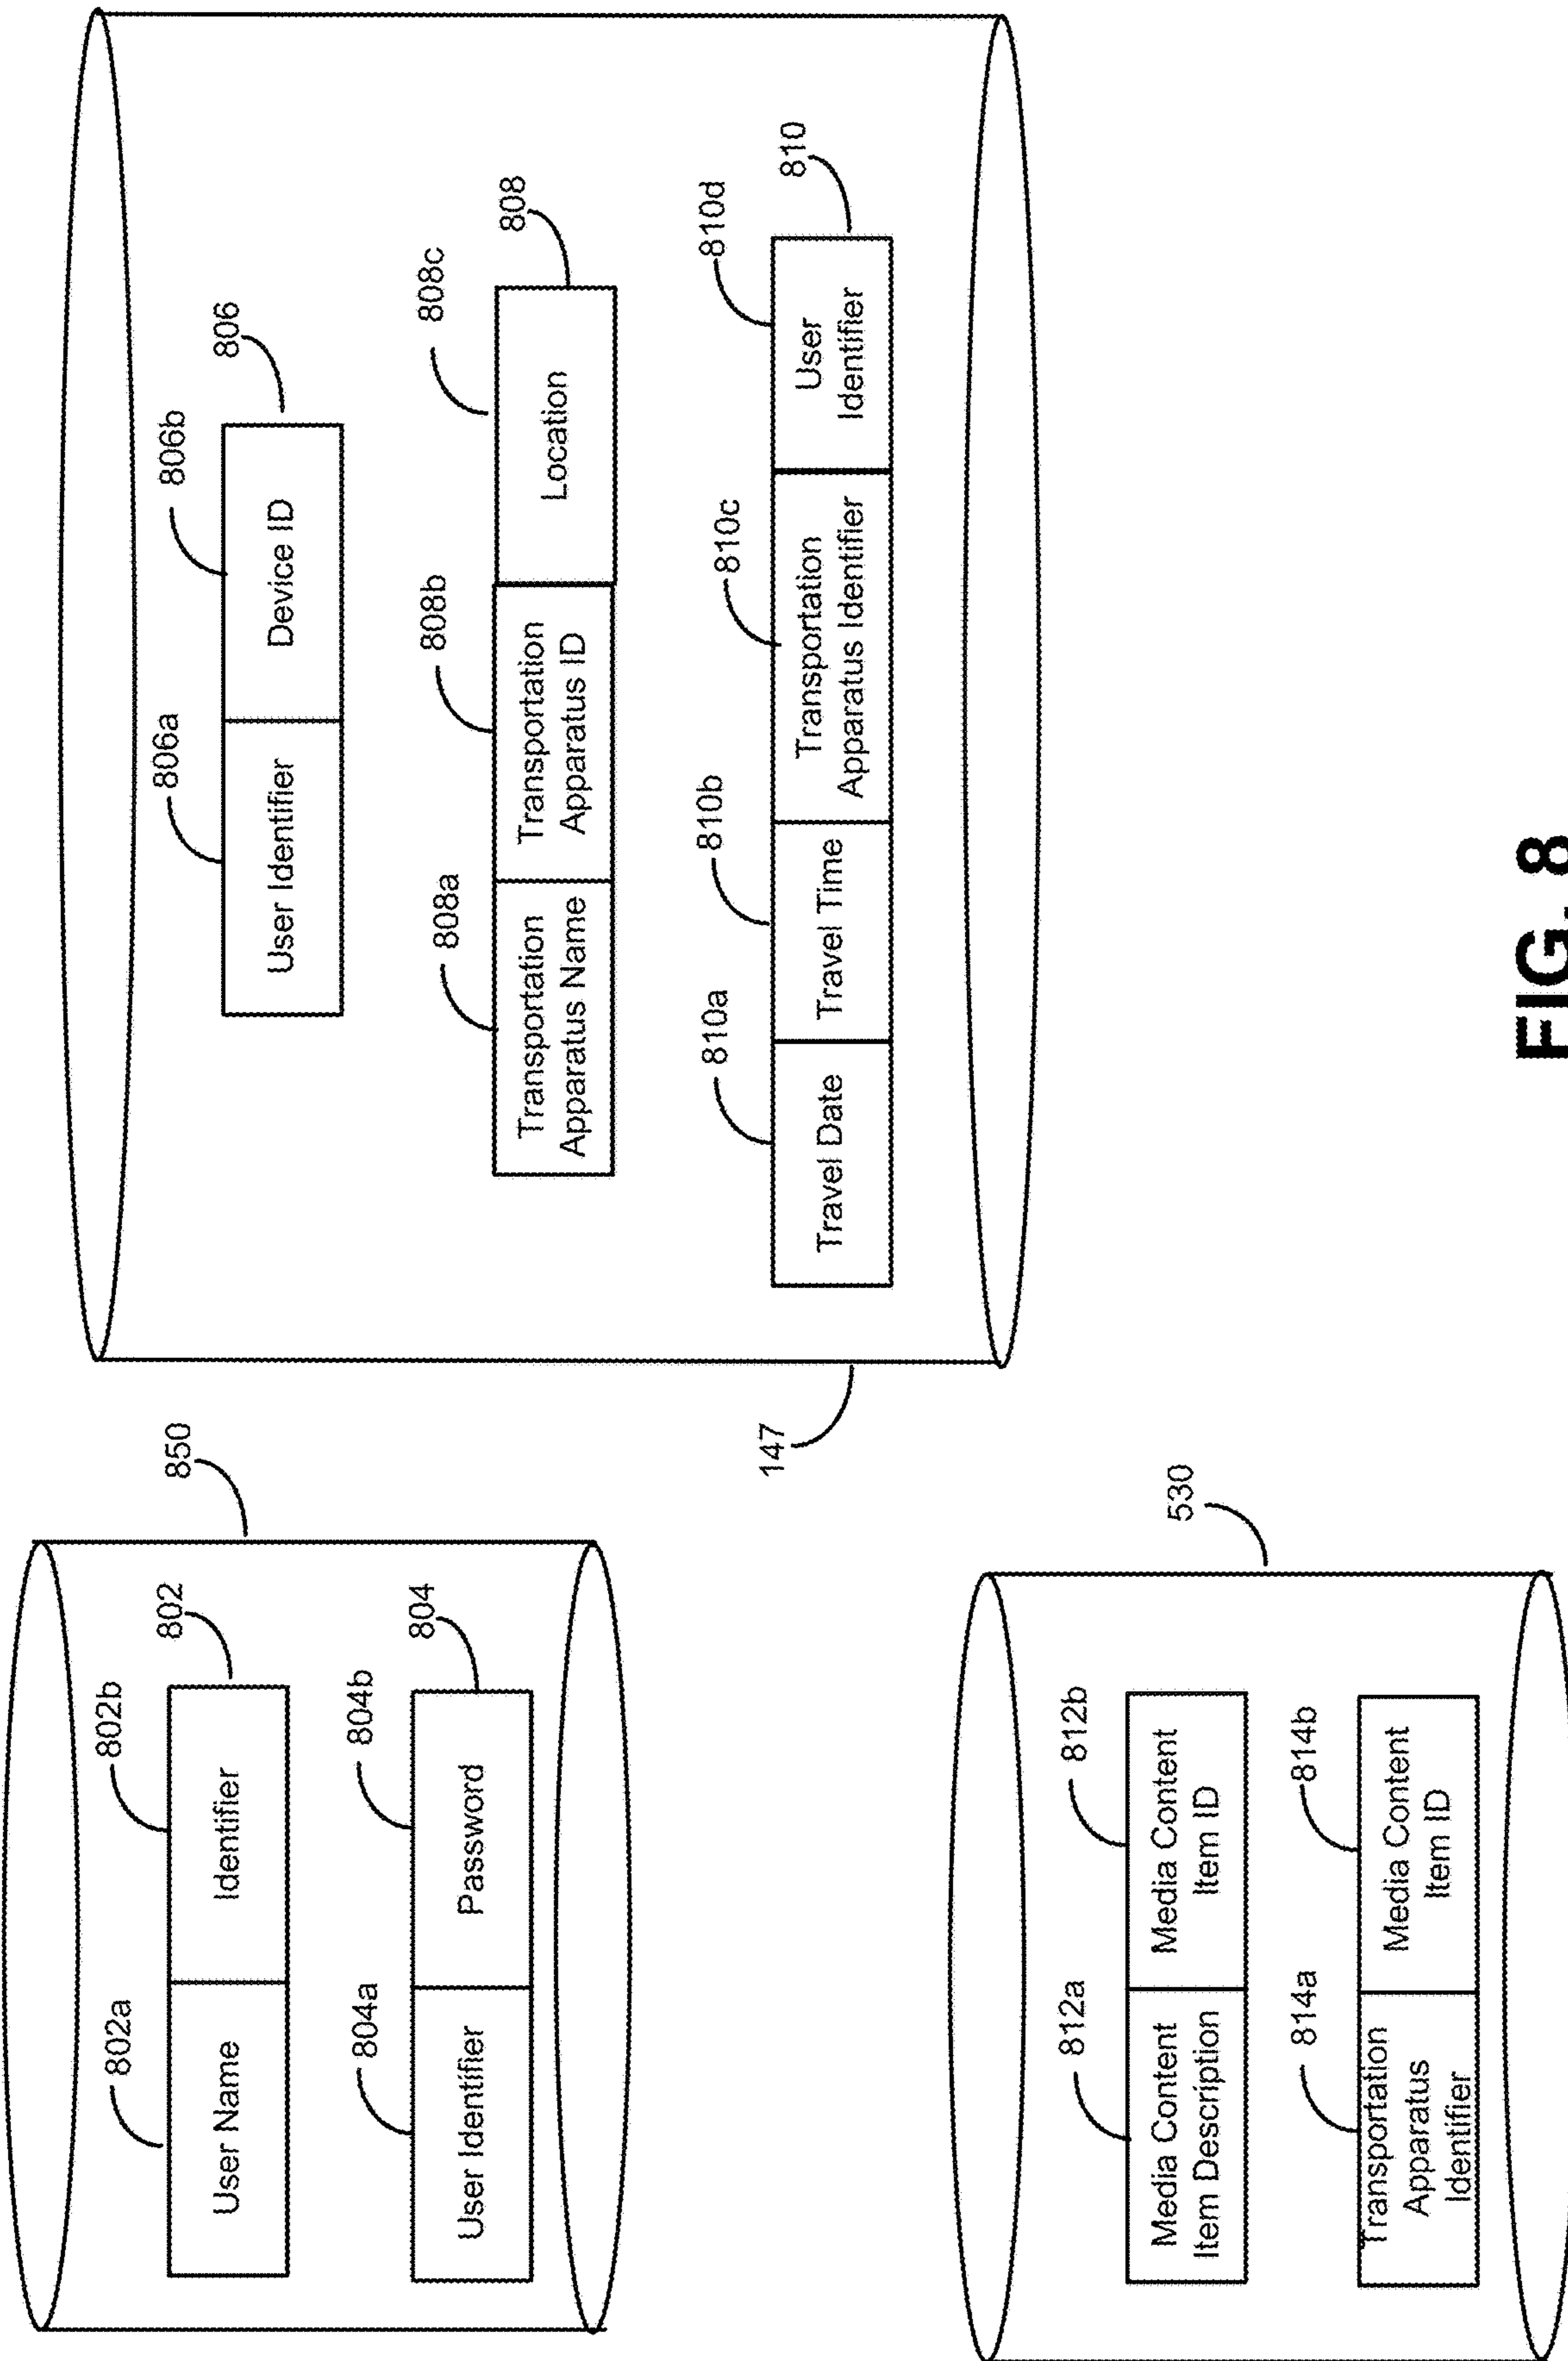 850
802a
802b
802
User Name
Identifier
804a
804b
804
User Identifier
Password
806a
806b
806
User Identifier
Device ID
808a
808b
808c
808
Transportation
Apparatus Name
Transportation
Apparatus ID
Location
810a
810b
810c
810d
810
Travel Date
Travel Time
Transportation
Apparatus Identifier
User
Identifier
147
530
812a
812b
Media Content
Item Description
Media Content
Item ID
814a
814b
Transportation
Apparatus
Identifier
Media Content
Item ID
FIG. 8